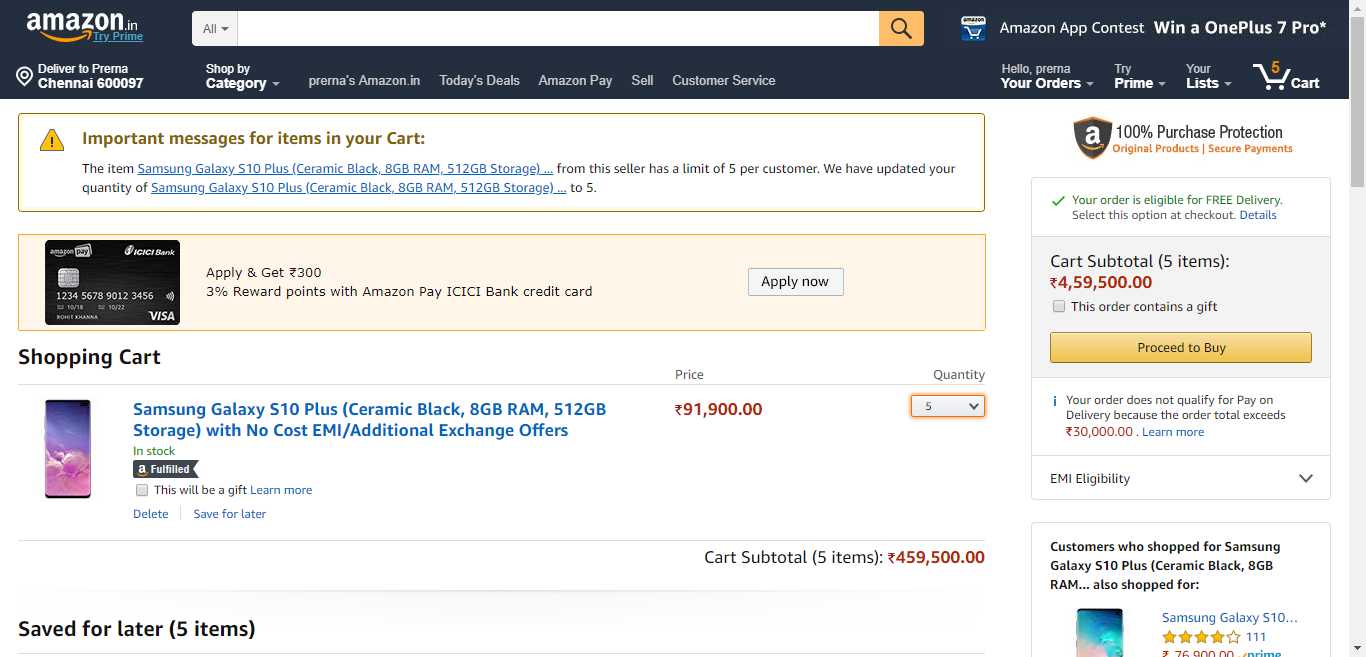 amazon.in
Try Prime
All
amazon
Amazon App Contest Win a OnePlus 7 Pro*
Deliver to Prerna
Chennai 600097
Shop by
Category
prerna's Amazon.in
Today's Deals
Amazon Pay
Sell
Customer Service
Hello, prerna
Your Orders
Try
Prime
Your
Lists
5
Cart
Important messages for items in your Cart:
The item Samsung Galaxy S10 Plus (Ceramic Black, 8GB RAM, 512GB Storage) ... from this seller has a limit of 5 per customer. We have updated your
quantity of Samsung Galaxy S10 Plus (Ceramic Black, 8GB RAM, 512GB Storage) ... to 5.
amazon pay
ICICI Bank
1234 5678 9012 3456
10/18
10/22
ROHIT KHANNA
VISA
Apply & Get ₹300
3% Reward points with Amazon Pay ICICI Bank credit card
Apply now
Shopping Cart
Price
Quantity
Samsung Galaxy S10 Plus (Ceramic Black, 8GB RAM, 512GB
Storage) with No Cost EMI/Additional Exchange Offers
₹91,900.00
5
In stock
a Fulfilled
This will be a gift Learn more
Delete
Save for later
Cart Subtotal (5 items): ₹459,500.00
Saved for later (5 items)
a
100% Purchase Protection
Original Products | Secure Payments
Your order is eligible for FREE Delivery.
Select this option at checkout. Details
Cart Subtotal (5 items):
₹4,59,500.00
This order contains a gift
Proceed to Buy
i Your order does not qualify for Pay on
Delivery because the order total exceeds
₹30,000.00 . Learn more
EMI Eligibility
Customers who shopped for Samsung
Galaxy S10 Plus (Ceramic Black, 8GB
RAM... also shopped for:
Samsung Galaxy S10...
111
₹ 76,900.00 prime